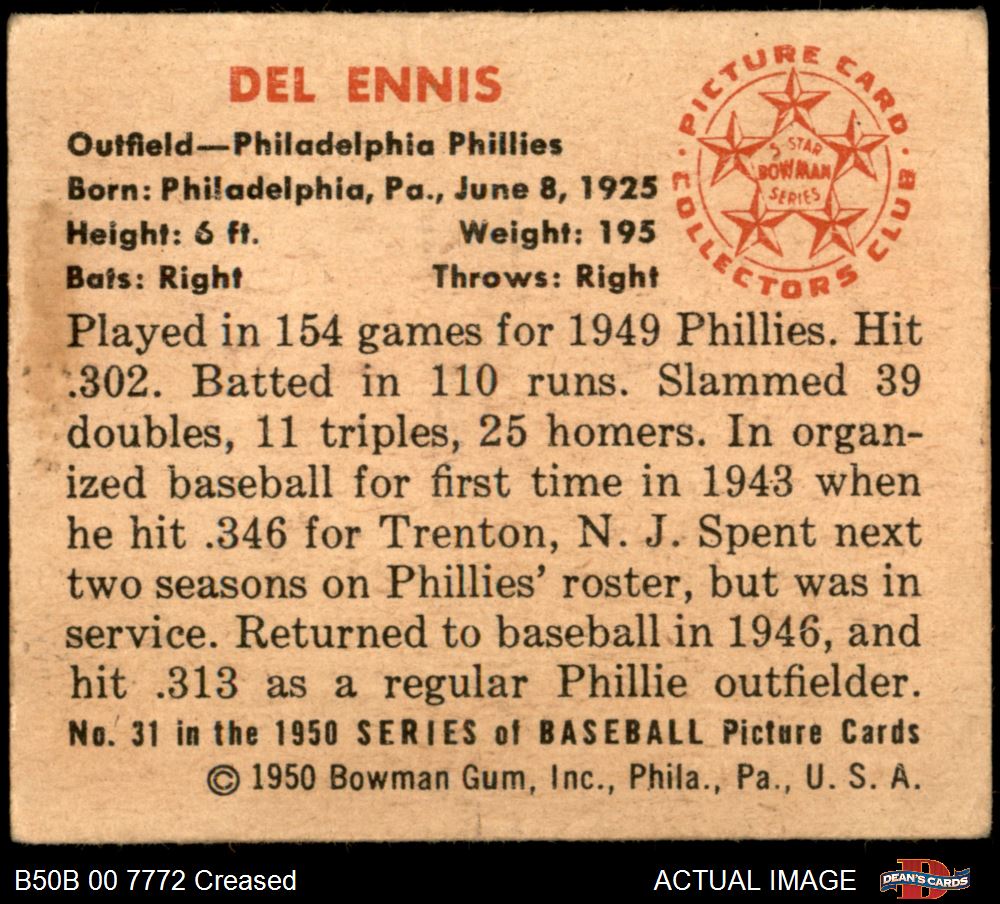 DEL ENNIS
Outfield—Philadelphia Phillies
Born: Philadelphia, Pa., June 8, 1925
Height: 6 ft. Weight: 195
Bats: Right Throws: Right
PICTURE CARD
COLLECTORS CLUB
5-STAR
BOWMAN
SERIES
Played in 154 games for 1949 Phillies. Hit
.302. Batted in 110 runs. Slammed 39
doubles, 11 triples, 25 homers. In organ-
ized baseball for first time in 1943 when
he hit .346 for Trenton, N. J. Spent next
two seasons on Phillies' roster, but was in
service. Returned to baseball in 1946, and
hit .313 as a regular Phillie outfielder.
No. 31 in the 1950 SERIES of BASEBALL Picture Cards
© 1950 Bowman Gum, Inc., Phila., Pa., U. S. A.
B50B 00 7772 Creased
ACTUAL IMAGE
D
DEAN'S CARDS